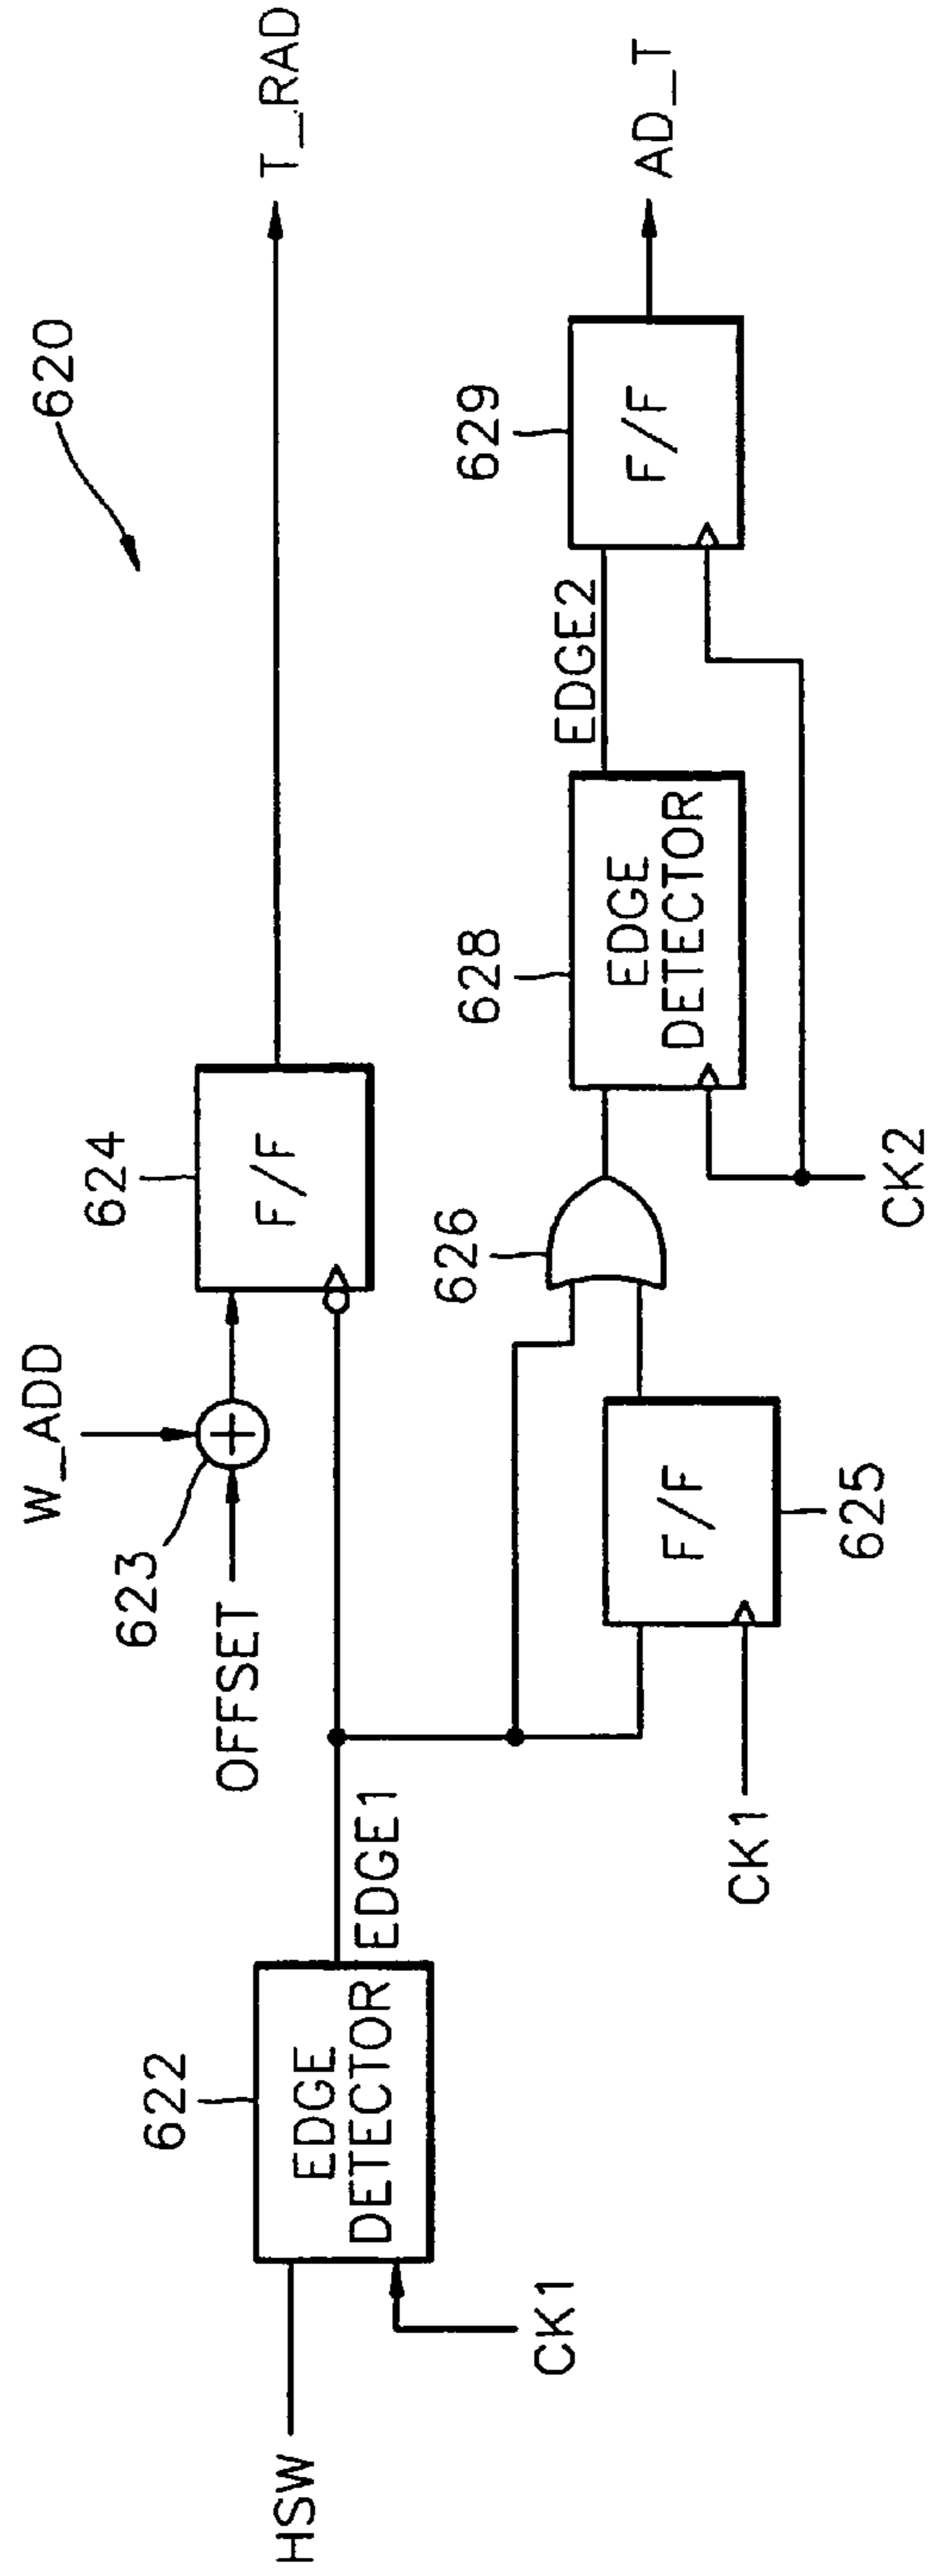 620
W_ADD
624
T_RAD
623
F/F
OFFSET
622
EDGE
DETECTOR
EDGE1
HSW
CK1
626
628
629
EDGE
DETECTOR
EDGE2
F/F
AD_T
F/F
625
CK1
CK2